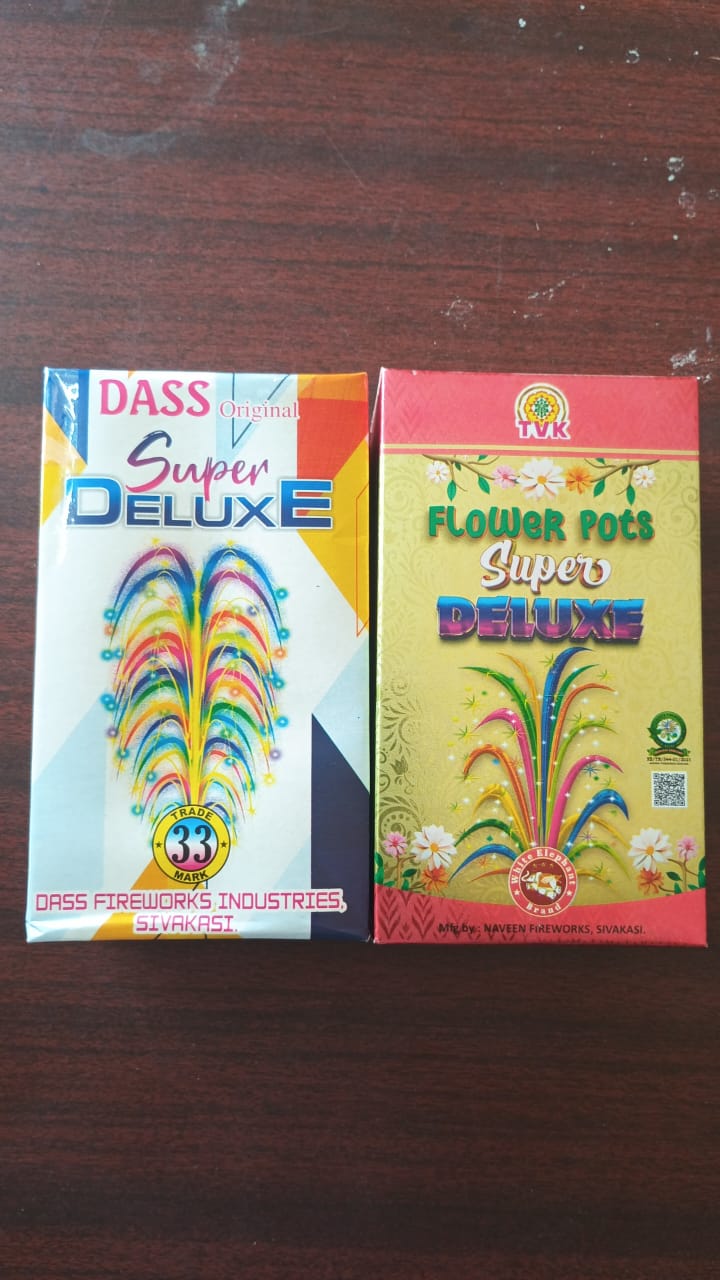 DASS Original
Super
DELUXE
TRADE
33
MARK
DASS FIREWORKS INDUSTRIES,
SIVAKASI.
TVK
FLOWER POTS
Super
DELUXE
White Elephant
Brand
Mfg by : NAVEEN FIREWORKS, SIVAKASI.